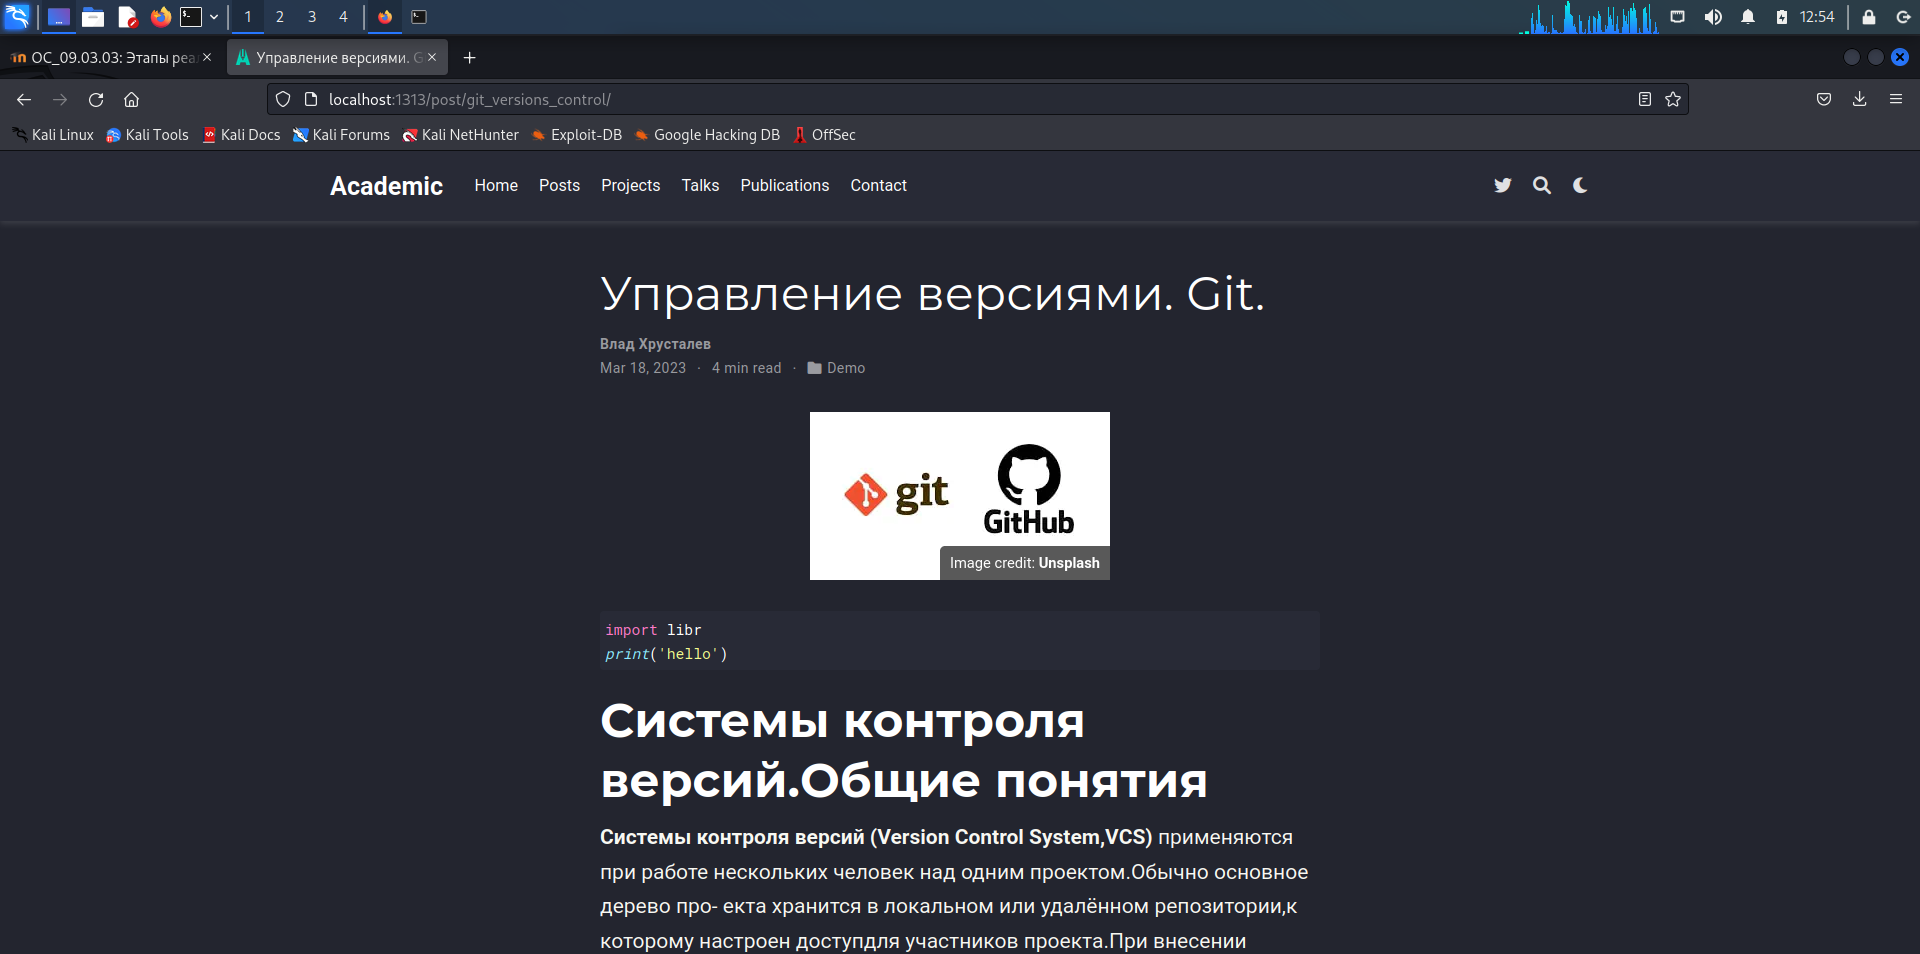 1 2 3 4 12:54
ОС_09.03.03: Этапы реа
Управление версиями. G
localhost:1313/post/git_versions_control/
Kali Linux Kali Tools Kali Docs Kali Forums Kali NetHunter Exploit-DB Google Hacking DB OffSec
Academic Home Posts Projects Talks Publications Contact
Управление версиями. Git.
Влад Хрусталев
Mar 18, 2023 · 4 min read · Demo
git
GitHub
Image credit: Unsplash
import libr
print('hello')
Системы контроля
версий.Общие понятия
Системы контроля версий (Version Control System,VCS) применяются
при работе нескольких человек над одним проектом.Обычно основное
дерево про- екта хранится в локальном или удалённом репозитории,к
которому настроен доступдля участников проекта.При внесении